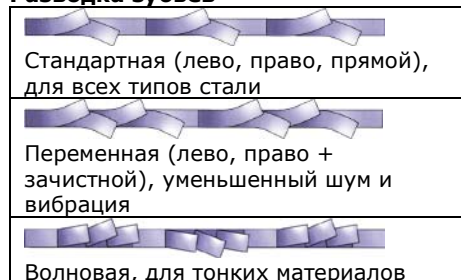 Разводка зубьев
Стандартная (лево, право, прямой),
для всех типов стали
Переменная (лево, право +
зачистной), уменьшенный шум и
вибрация
Волновая, для тонких материалов